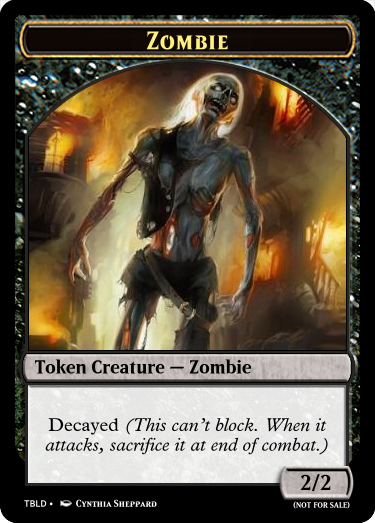 Zombie
Token Creature — Zombie
Decayed (This can't block. When it
attacks, sacrifice it at end of combat.)
2/2
TBLD • Cynthia Sheppard
(NOT FOR SALE)